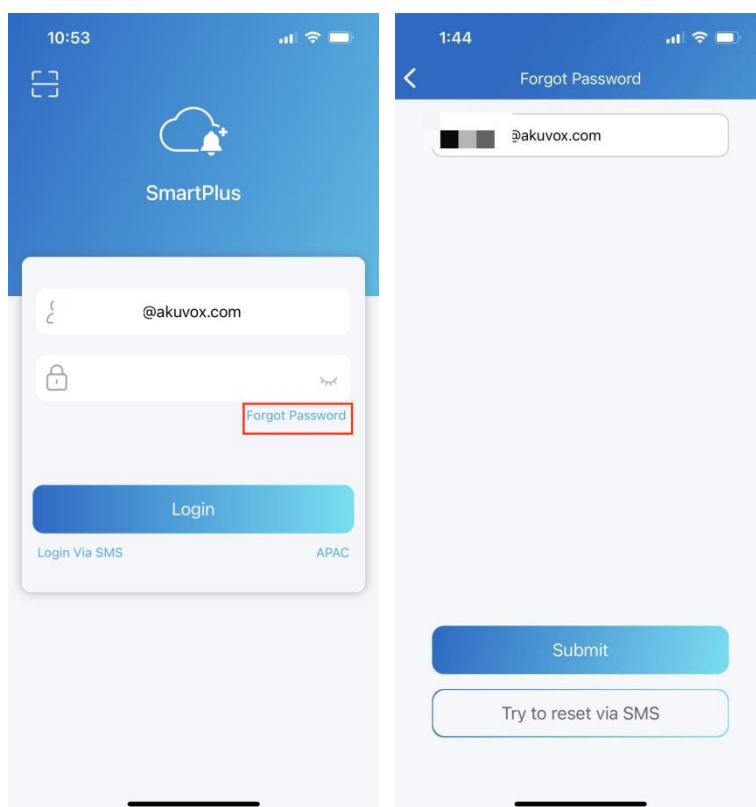 10:53
SmartPlus
@akuvox.com
Forgot Password
Login
Login Via SMS
APAC
1:44
Forgot Password
@akuvox.com
Submit
Try to reset via SMS